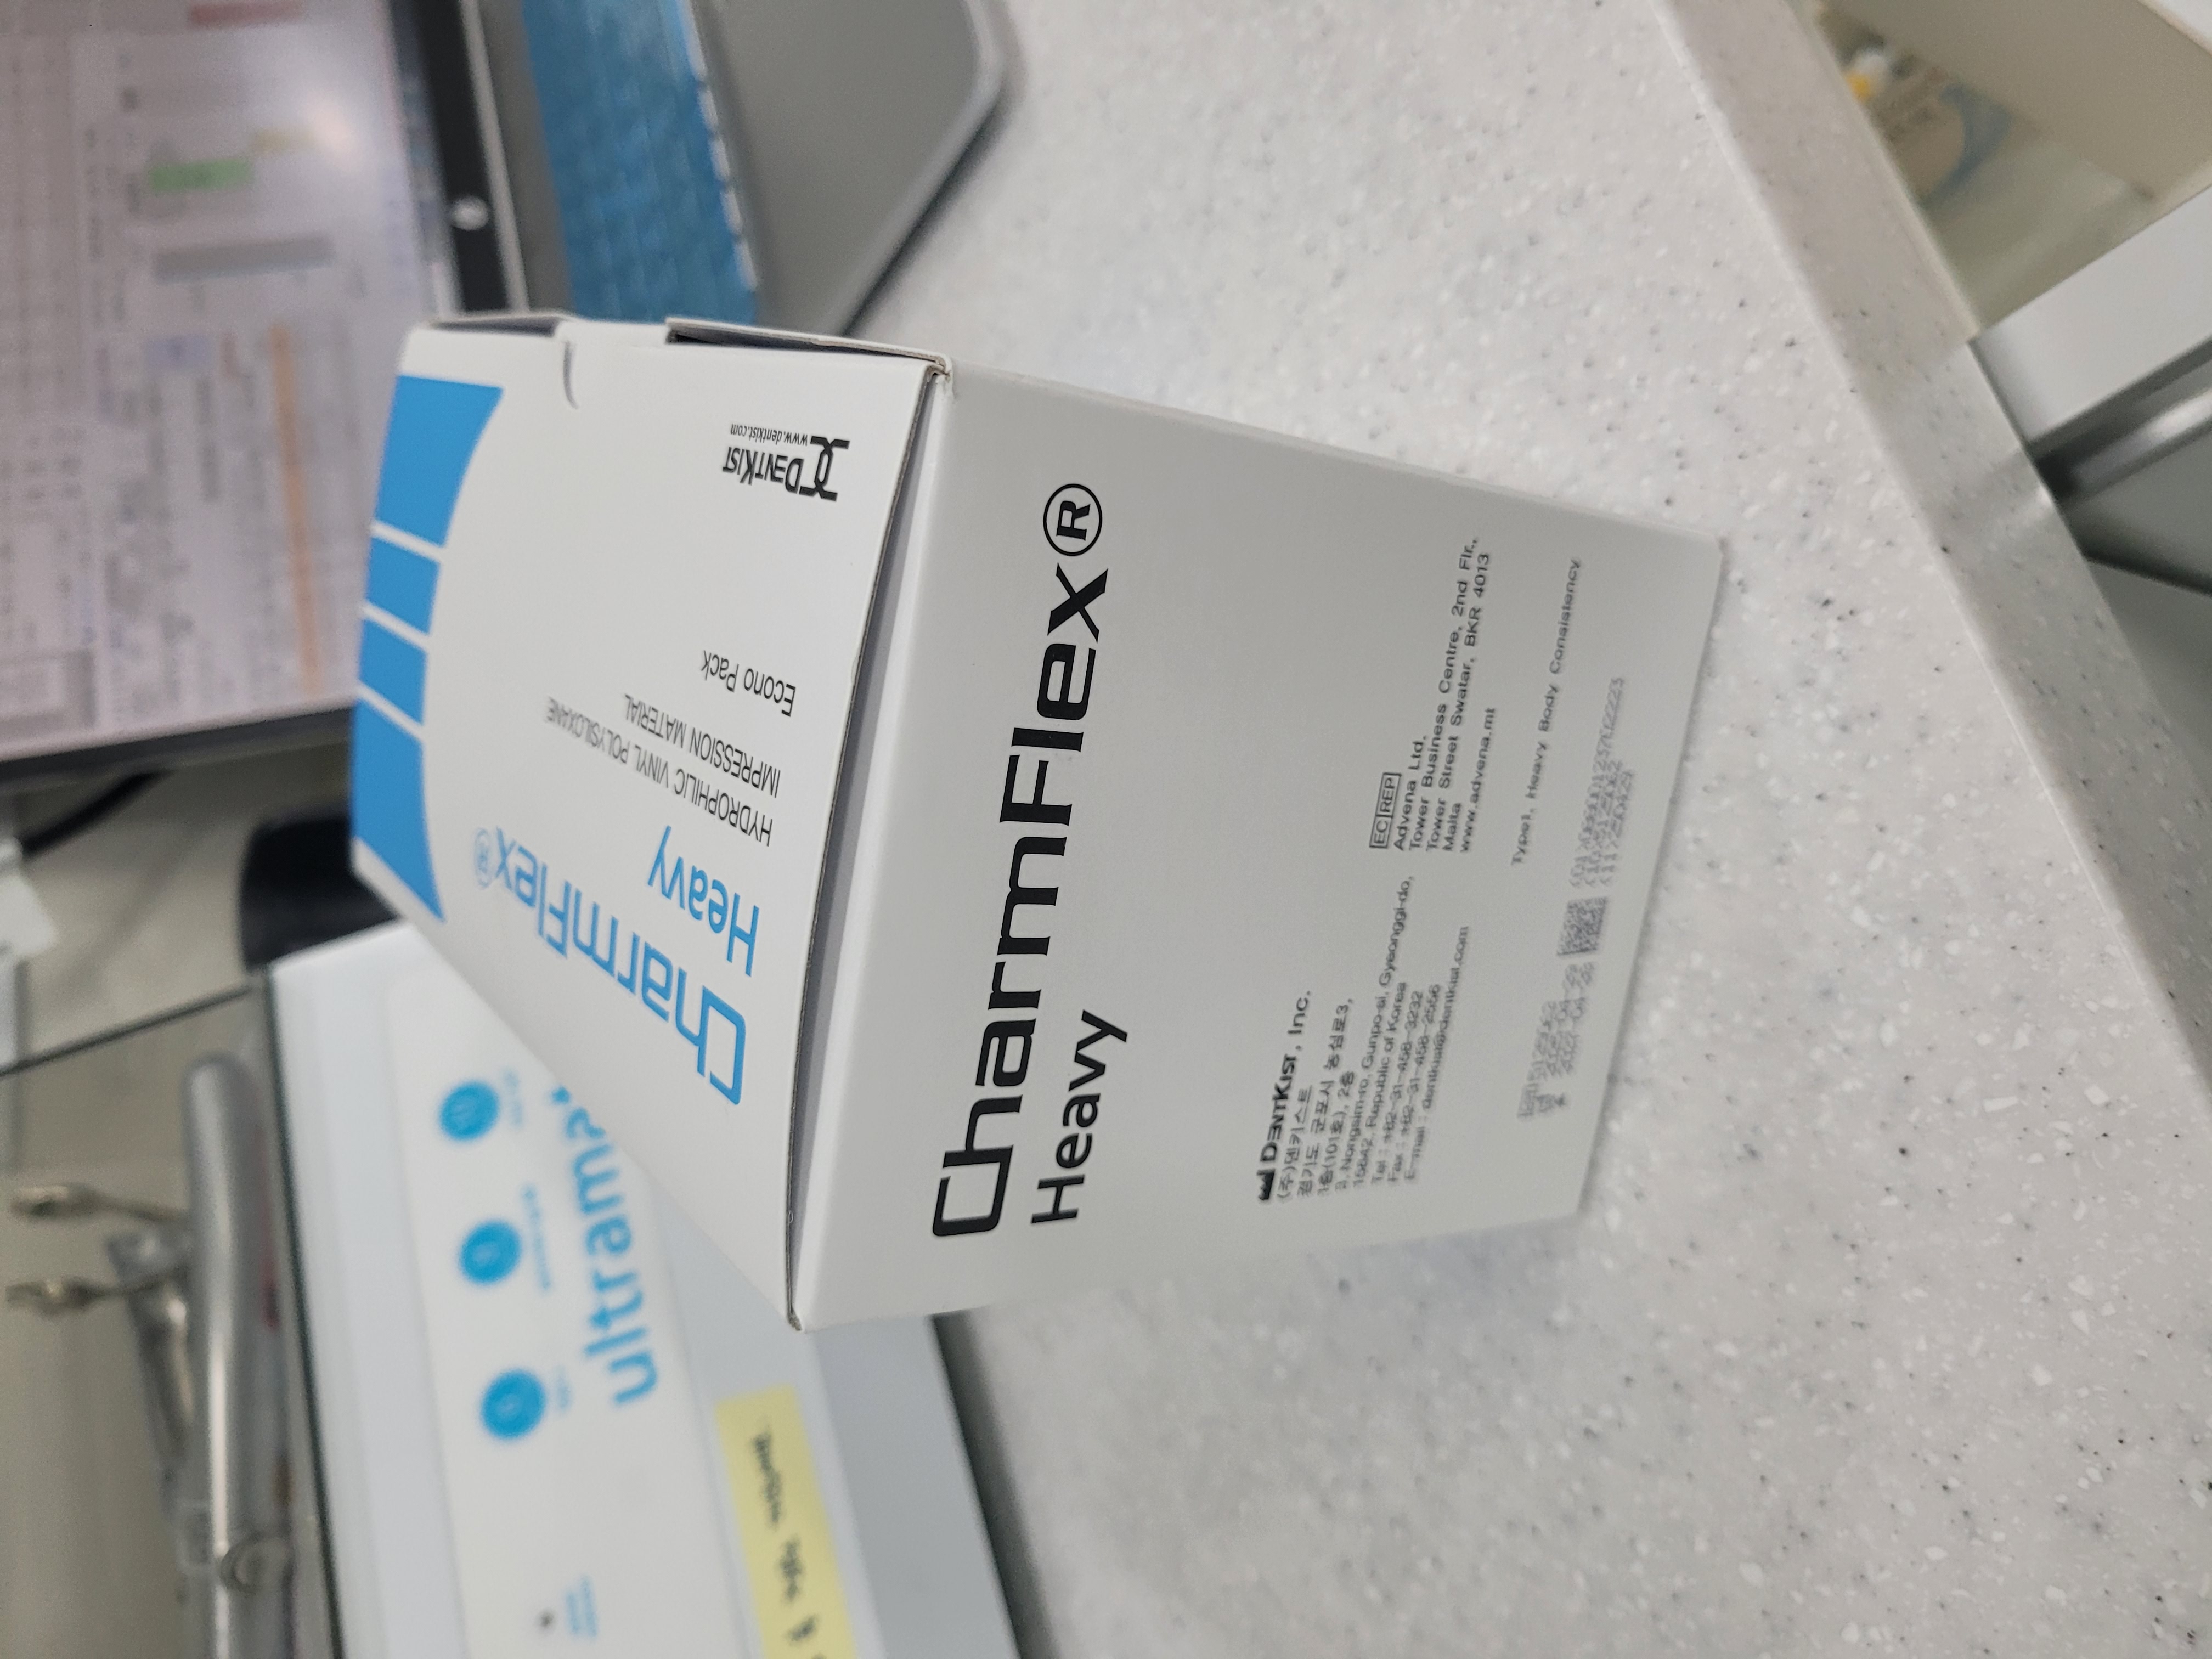 CharmFlex®
Heavy
HYDROPHILIC VINYL POLYSILOXANE
IMPRESSION MATERIAL
Econo Pack
DENTKIST
www.dentkist.com
CharmFlex®
Heavy
DENTKIST, Inc.
(주)덴키스트
경기도 군포시 농심로3,
1층(101호), 2층
3, Nongsim-ro, Gunpo-si, Gyeonggi-do,
15842, Republic of Korea
Tel : +82-31-458-3232
Fax : +82-31-458-2556
E-mail : dentkist@dentkist.com
EC REP
Advena Ltd.
Tower Business Centre, 2nd Flr.,
Tower Street Swatar, BKR 4013
Malta
www.advena.mt
Type1, Heavy Body Consistency
ultramat